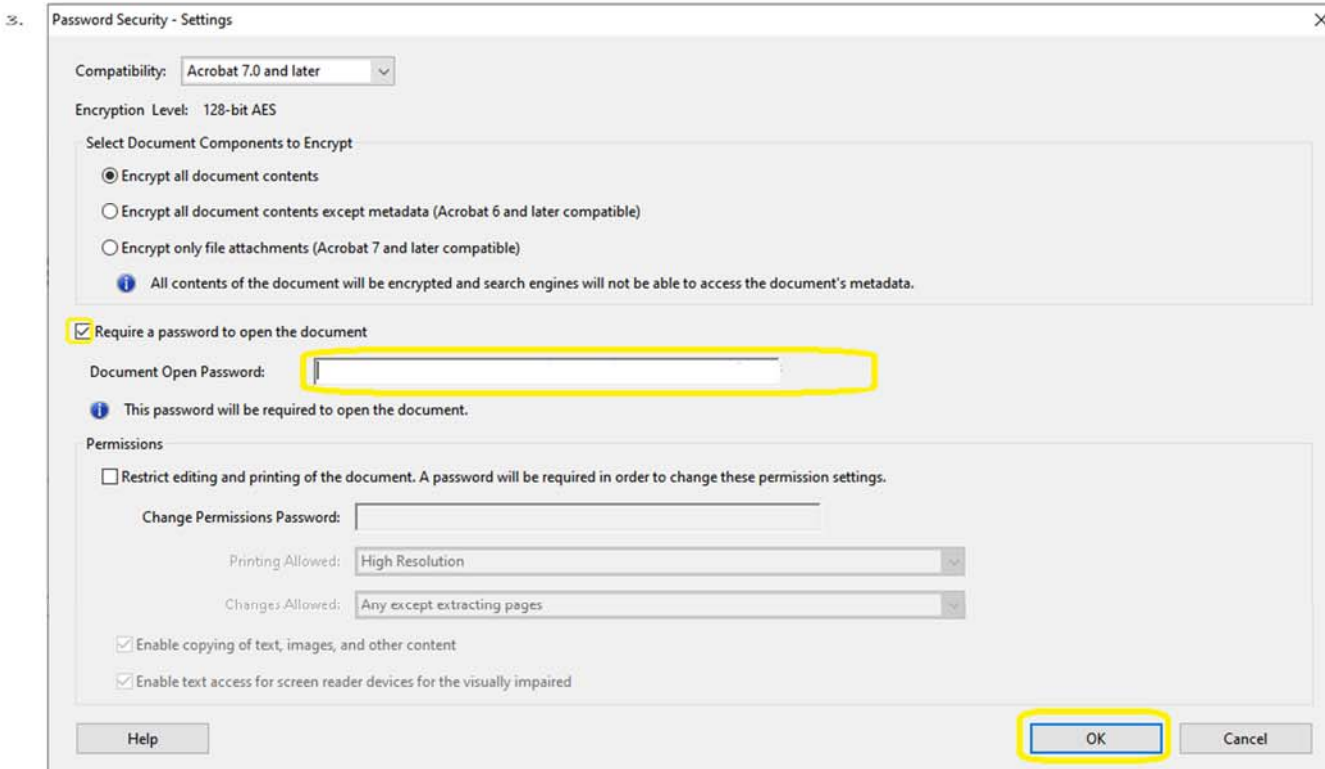 3.
Password Security - Settings
Compatibility: Acrobat 7.0 and later
Encryption Level: 128-bit AES
Select Document Components to Encrypt
Encrypt all document contents
Encrypt all document contents except metadata (Acrobat 6 and later compatible)
Encrypt only file attachments (Acrobat 7 and later compatible)
All contents of the document will be encrypted and search engines will not be able to access the document's metadata.
Require a password to open the document
Document Open Password:
This password will be required to open the document.
Permissions
Restrict editing and printing of the document. A password will be required in order to change these permission settings.
Change Permissions Password:
Printing Allowed: High Resolution
Changes Allowed: Any except extracting pages
Enable copying of text, images, and other content
Enable text access for screen reader devices for the visually impaired
Help OK Cancel